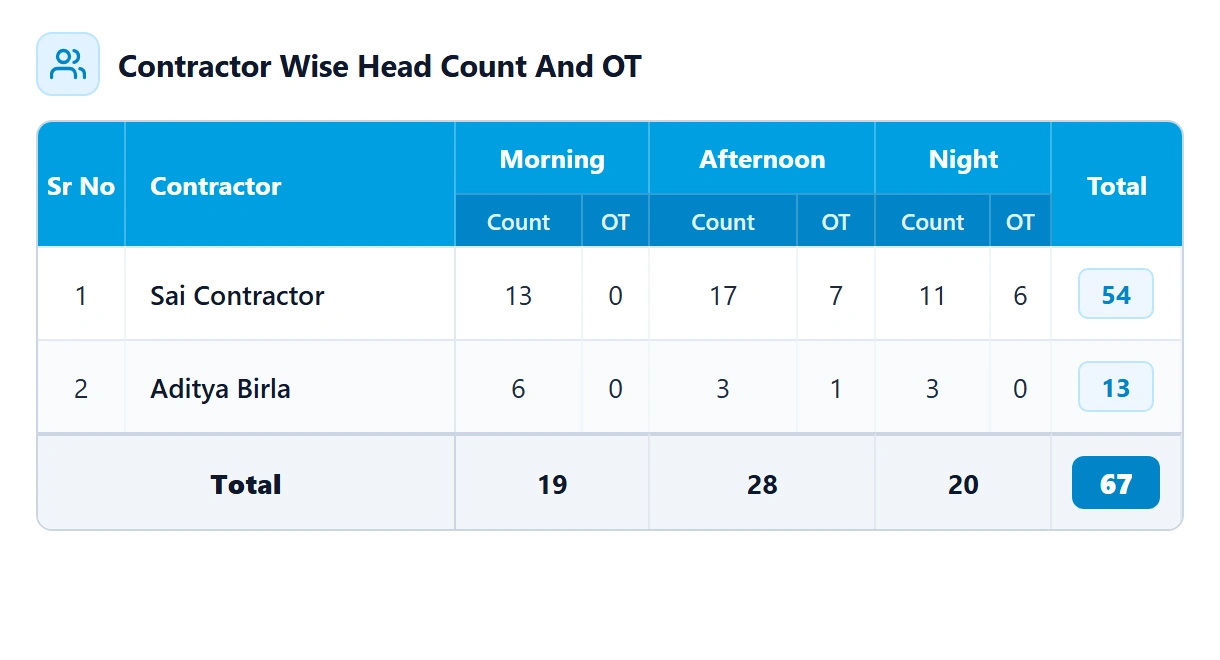 Contractor Wise Head Count And OT
Sr No Contractor Morning Afternoon Night Total
Count OT Count OT Count OT
1 Sai Contractor 13 0 17 7 11 6 54
2 Aditya Birla 6 0 3 1 3 0 13
Total 19 28 20 67